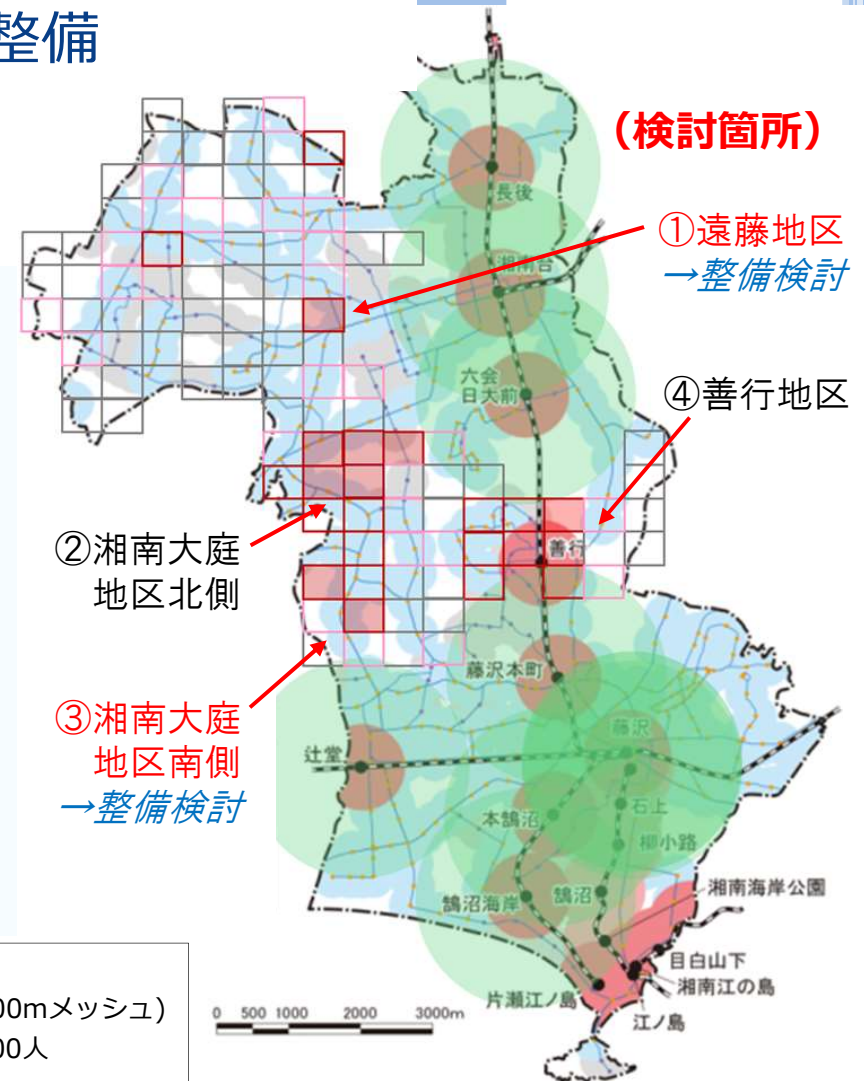 整備
(検討箇所)
長後
①遠藤地区
→整備検討
湘南台
六会
日大前
④善行地区
②湘南大庭
地区北側
善行
藤沢本町
③湘南大庭
地区南側
→整備検討
辻堂
藤沢
石上
本鵠沼
柳小路
鵠沼海岸
鵠沼
湘南海岸公園
目白山下
湘南江の島
片瀬江ノ島
江ノ島
0 500 1000 2000 3000m
00mメッシュ)
00人